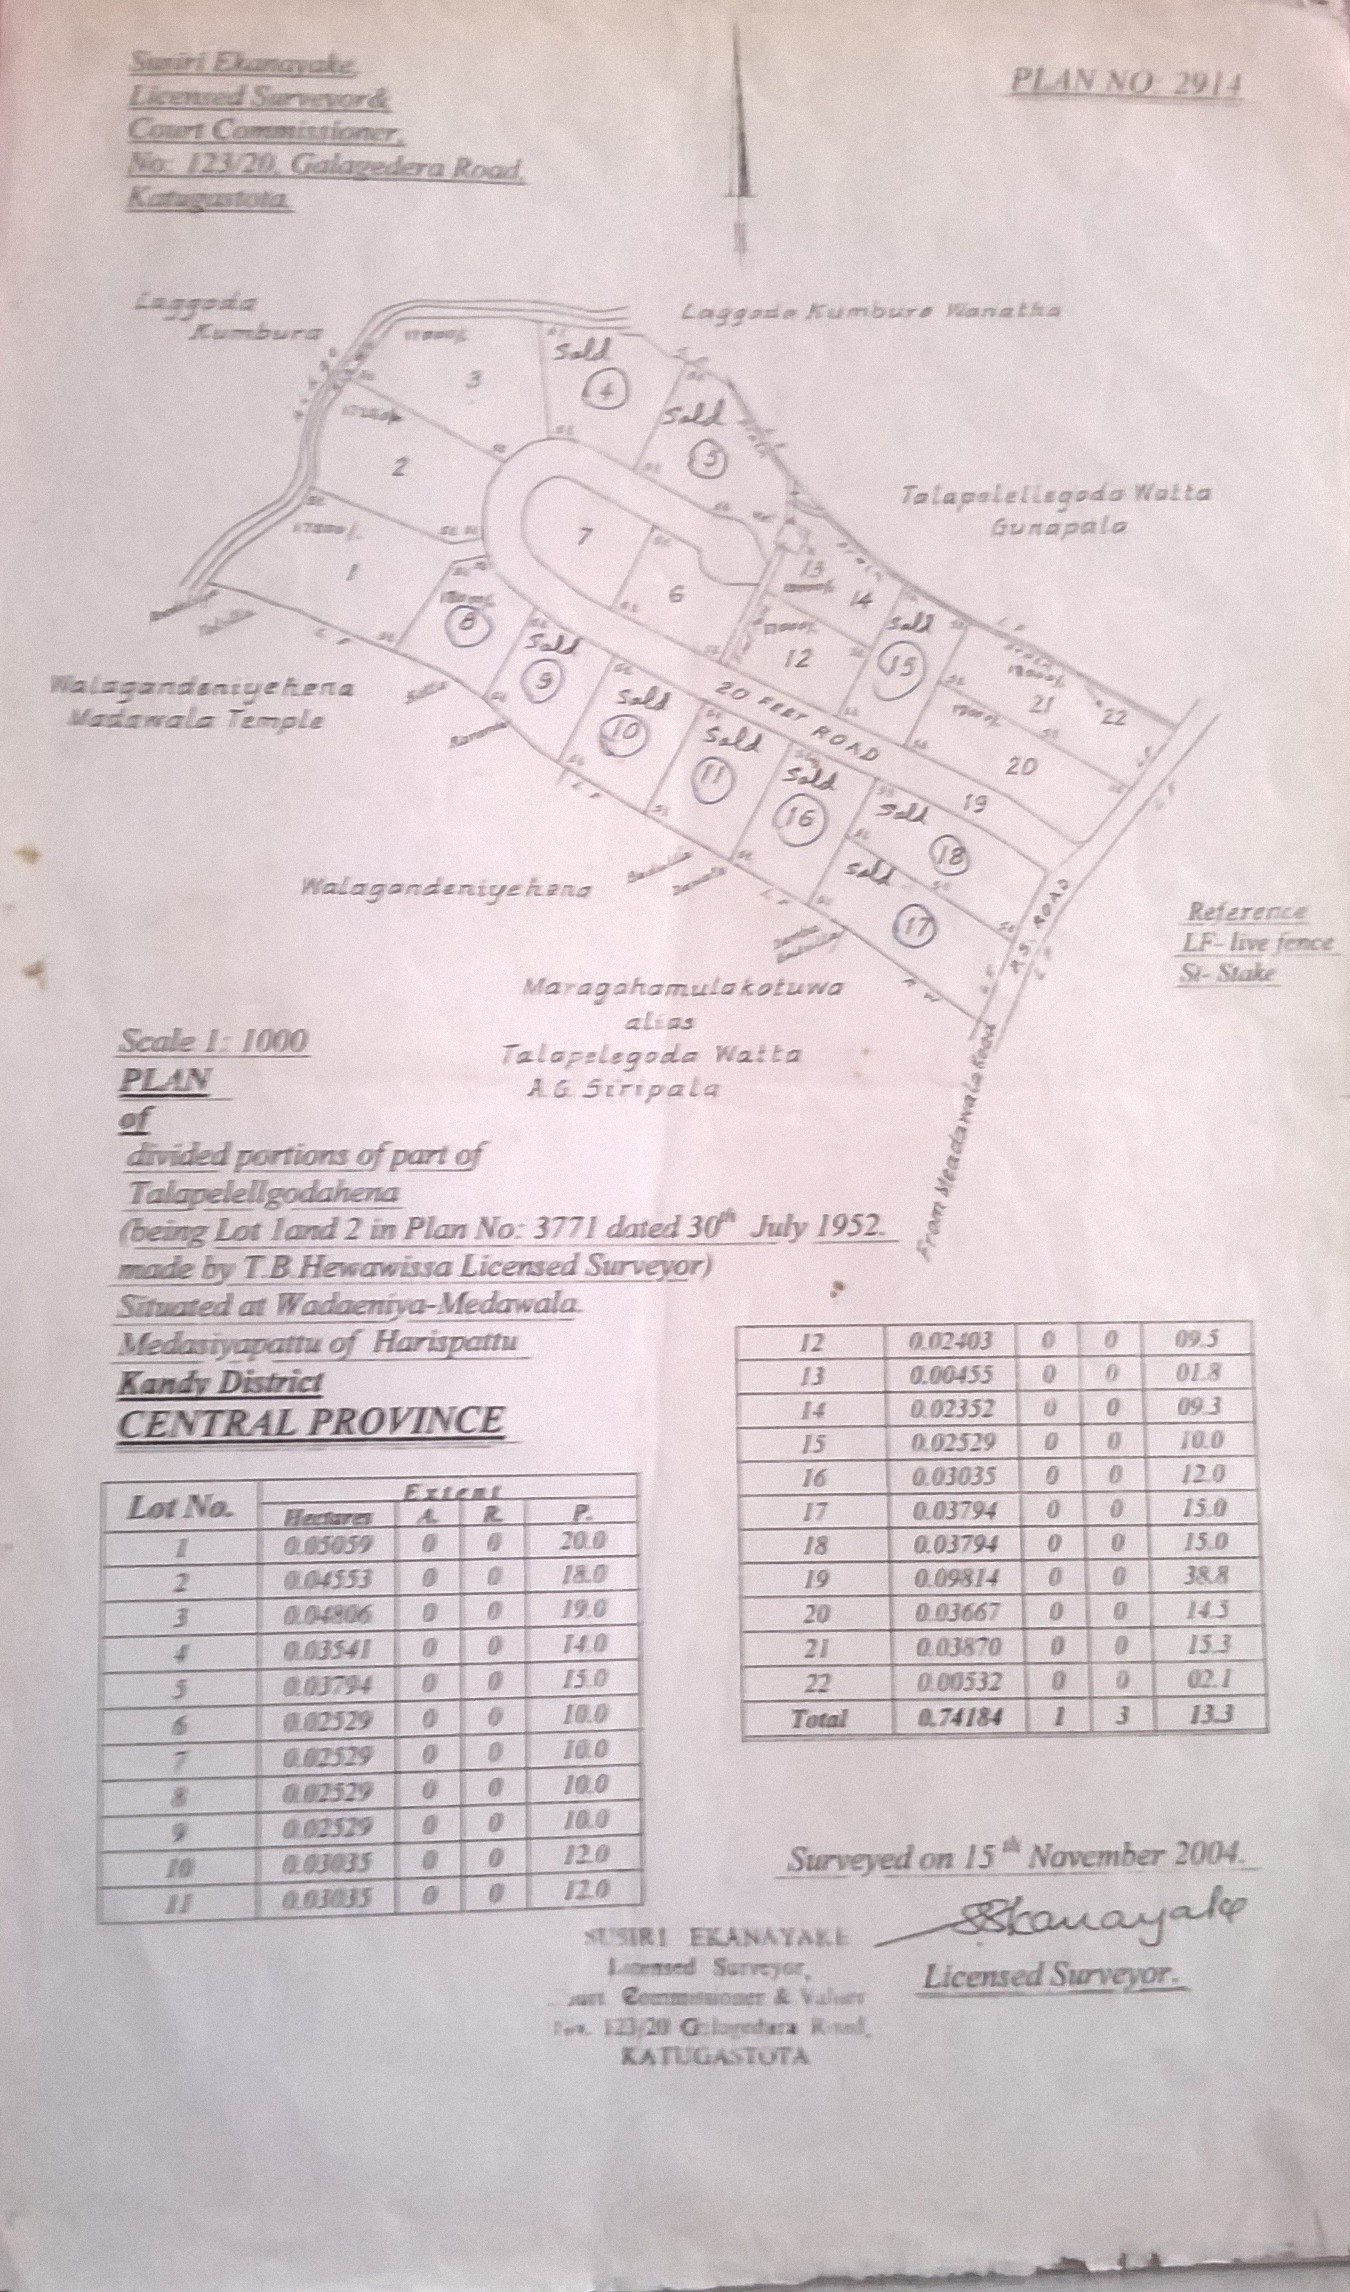 Susiri Ekanayake,
Licensed Surveyor&
Court Commissioner,
No: 123/20, Galagedera Road,
Katugastota.
PLAN NO: 2914
Laggoda
Kumbura
Laggoda Kumbure Wanatha
3
Sold
4
Sold
5
2
1
7
6
Talapelellegoda Watta
Gunapala
13
14
12
Sold
15
21
22
20
19
8
Sold
9
Sold
10
Sold
11
Sold
16
Sold
18
Sold
17
20 FEET ROAD
Walagandeniyehena
Madawala Temple
Walagandeniyehena
Maragahamulakotuwa
alias
Talapelegoda Watta
A.G. Siripala
From Meadawala Road
Reference
LF- live fence
St- Stake
Scale 1: 1000
PLAN
of
divided portions of part of
Talapelellgodahena
(being Lot 1and 2 in Plan No: 3771 dated 30th July 1952.
made by T.B.Hewawissa Licensed Surveyor)
Situated at Wadaeniya-Medawala.
Medasiyapattu of Harispattu
Kandy District
CENTRAL PROVINCE
Lot No. Extent
Hectares A. R. P.
1 0.05059 0 0 20.0
2 0.04553 0 0 18.0
3 0.04806 0 0 19.0
4 0.03541 0 0 14.0
5 0.03794 0 0 15.0
6 0.02529 0 0 10.0
7 0.02529 0 0 10.0
8 0.02529 0 0 10.0
9 0.02529 0 0 10.0
10 0.03035 0 0 12.0
11 0.03035 0 0 12.0
12 0.02403 0 0 09.5
13 0.00455 0 0 01.8
14 0.02352 0 0 09.3
15 0.02529 0 0 10.0
16 0.03035 0 0 12.0
17 0.03794 0 0 15.0
18 0.03794 0 0 15.0
19 0.09814 0 0 38.8
20 0.03667 0 0 14.5
21 0.03870 0 0 15.3
22 0.00532 0 0 02.1
Total 0.74184 1 3 13.3
Surveyed on 15th November 2004.
Licensed Surveyor.
SUSIRI EKANAYAKE
Licensed Surveyor,
Commissioner & Valuer
123/20 Galagedara Road,
KATUGASTOTA